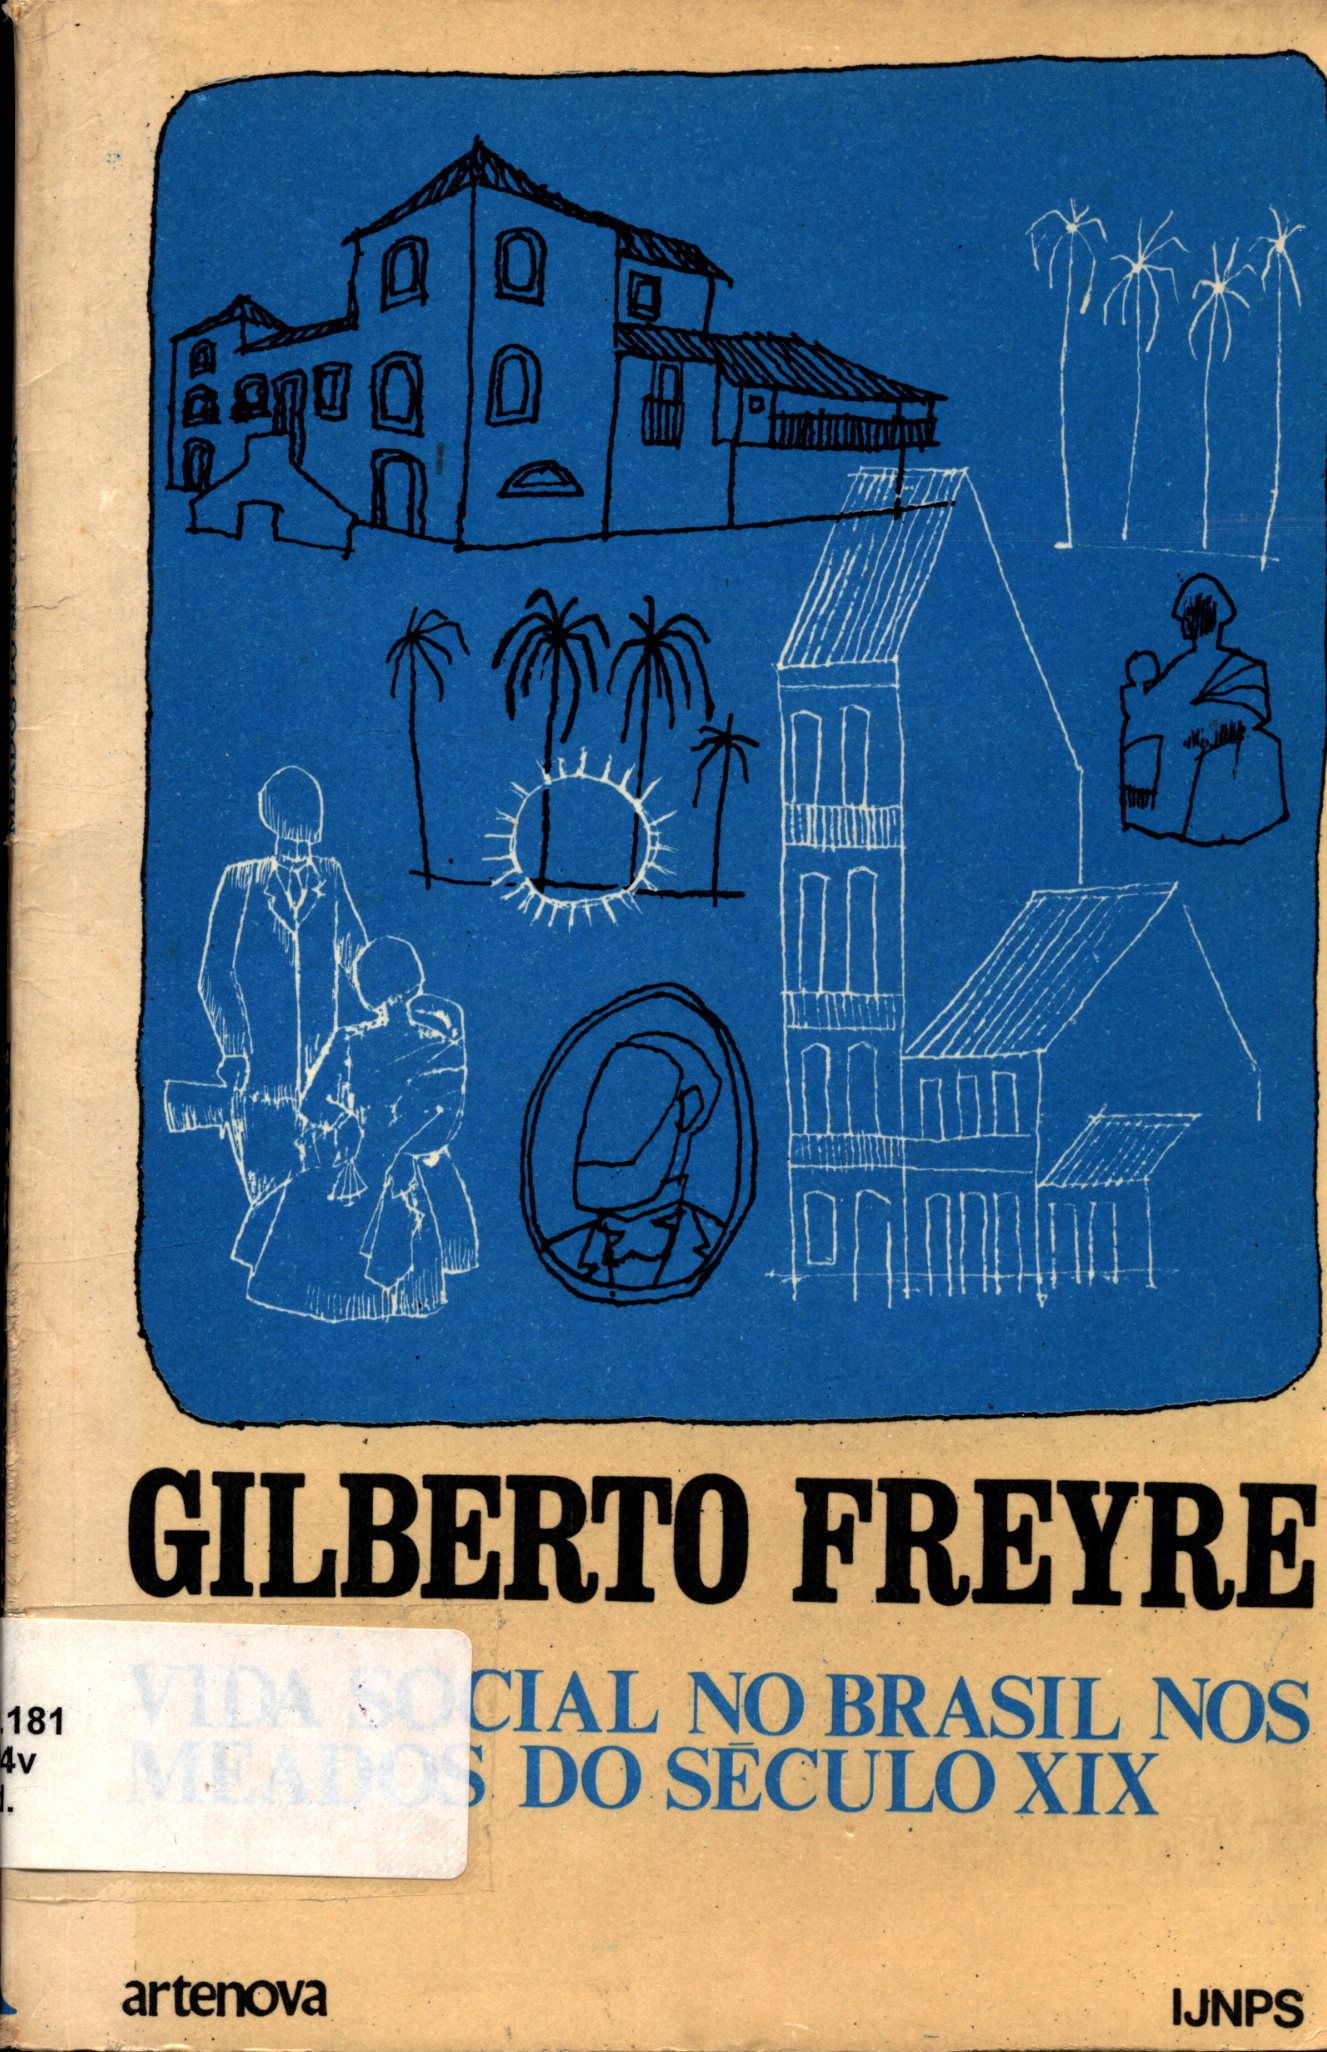 GILBERTO FREYRE
VIDA SOCIAL NO BRASIL NOS
MEADOS DO SÉCULO XIX
.181
4v
artenova
IJNPS